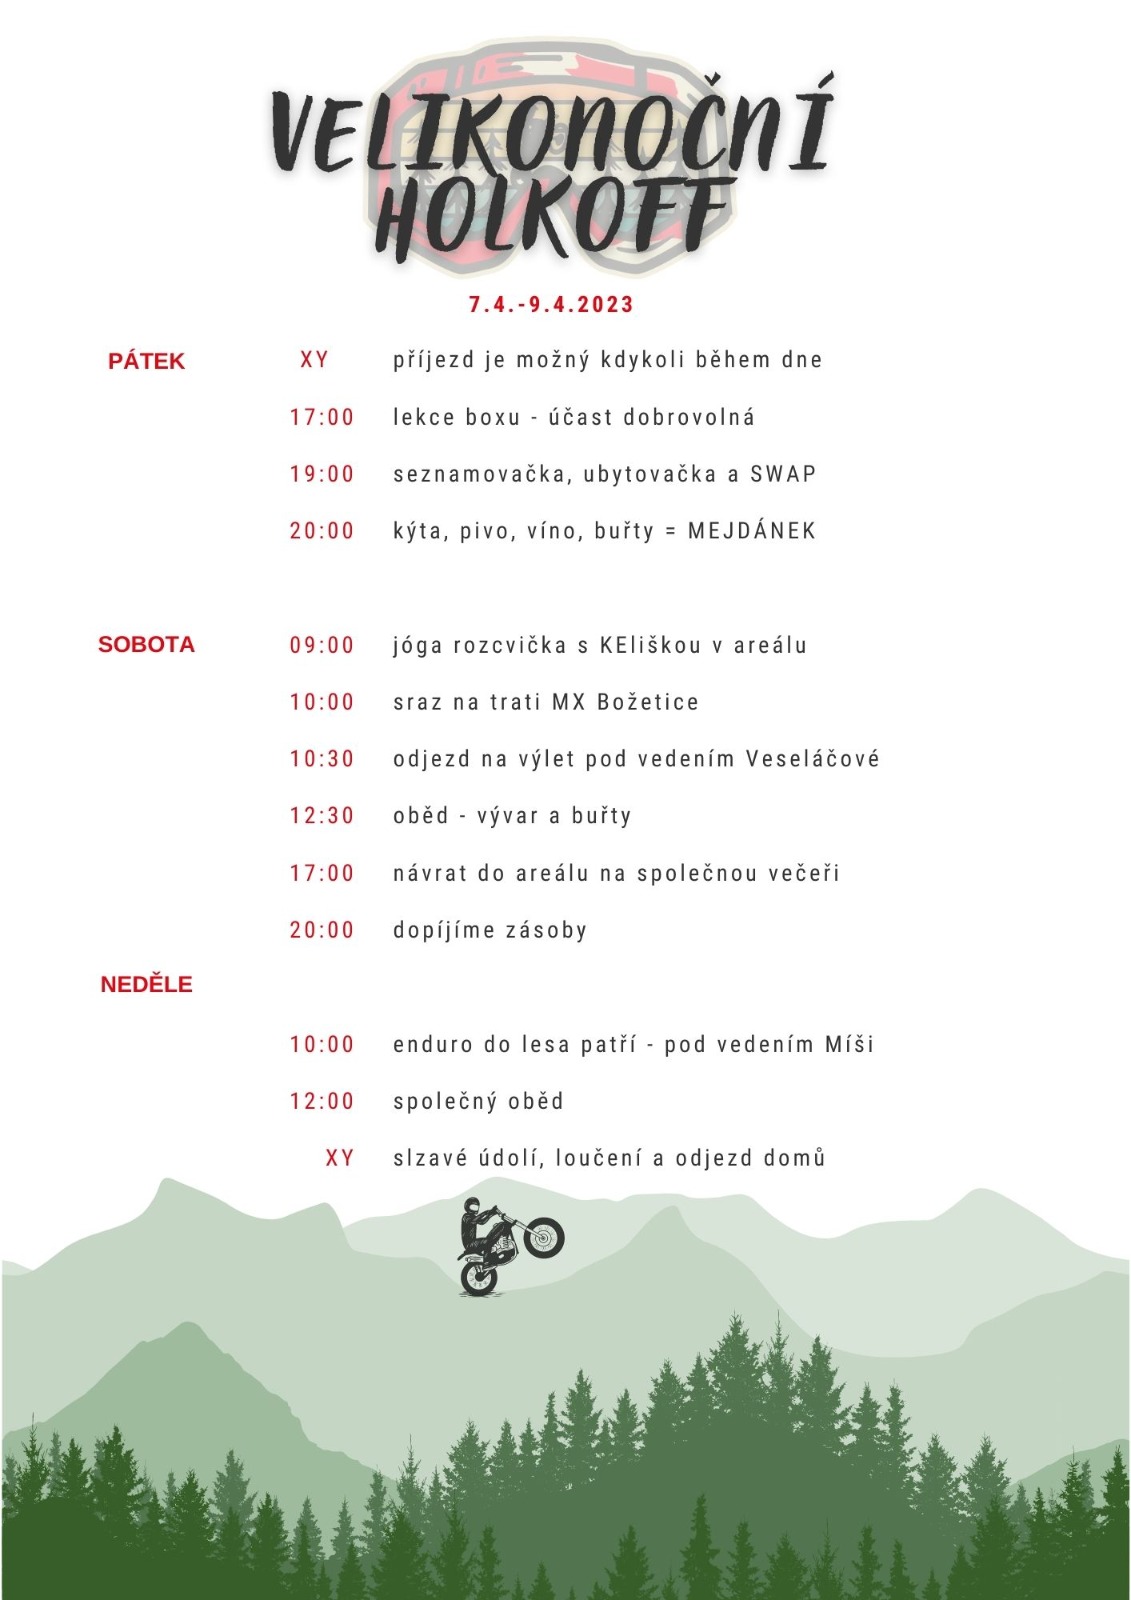 VELIKONOČNÍ
HOLKOFF
7.4.-9.4.2023
PÁTEK XY příjezd je možný kdykoli během dne
17:00 lekce boxu - účast dobrovolná
19:00 seznamovačka, ubytovačka a SWAP
20:00 kýta, pivo, víno, buřty = MEJDÁNEK
SOBOTA 09:00 jóga rozcvička s KEliškou v areálu
10:00 sraz na trati MX Božetice
10:30 odjezd na výlet pod vedením Veseláčové
12:30 oběd - vývar a buřty
17:00 návrat do areálu na společnou večeři
20:00 dopíjíme zásoby
NEDĚLE
10:00 enduro do lesa patří - pod vedením Míši
12:00 společný oběd
XY slzavé údolí, loučení a odjezd domů